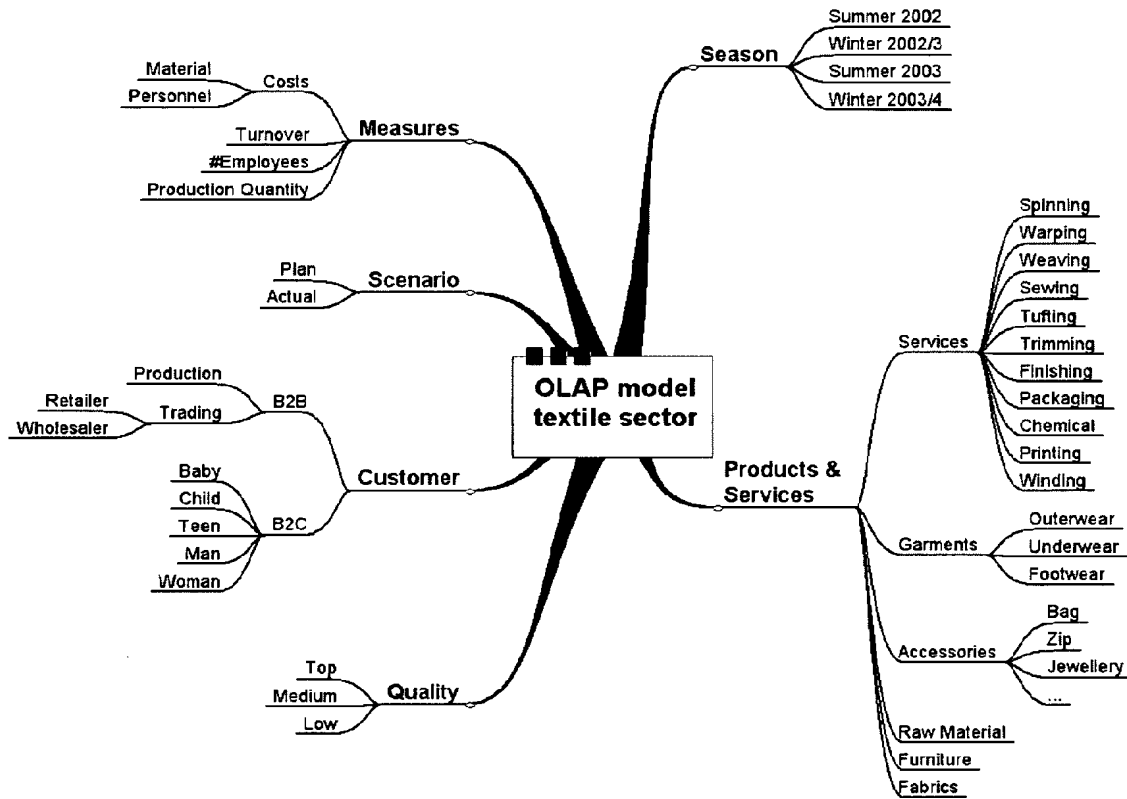 OLAP model
textile sector
Season
Summer 2002
Winter 2002/3
Summer 2003
Winter 2003/4
Measures
Costs
Material
Personnel
Turnover
#Employees
Production Quantity
Scenario
Plan
Actual
Customer
B2B
Production
Trading
Retailer
Wholesaler
B2C
Baby
Child
Teen
Man
Woman
Quality
Top
Medium
Low
Products &
Services
Services
Spinning
Warping
Weaving
Sewing
Tufting
Trimming
Finishing
Packaging
Chemical
Printing
Winding
Garments
Outerwear
Underwear
Footwear
Accessories
Bag
Zip
Jewellery
...
Raw Material
Furniture
Fabrics